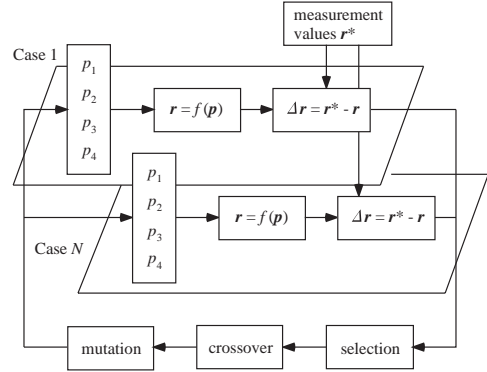 measurement
values r*
Case 1
p1
p2
p3
p4
r = f(p)
Δr = r* - r
p1
p2
p3
p4
r = f(p)
Δr = r* - r
Case N
mutation
crossover
selection